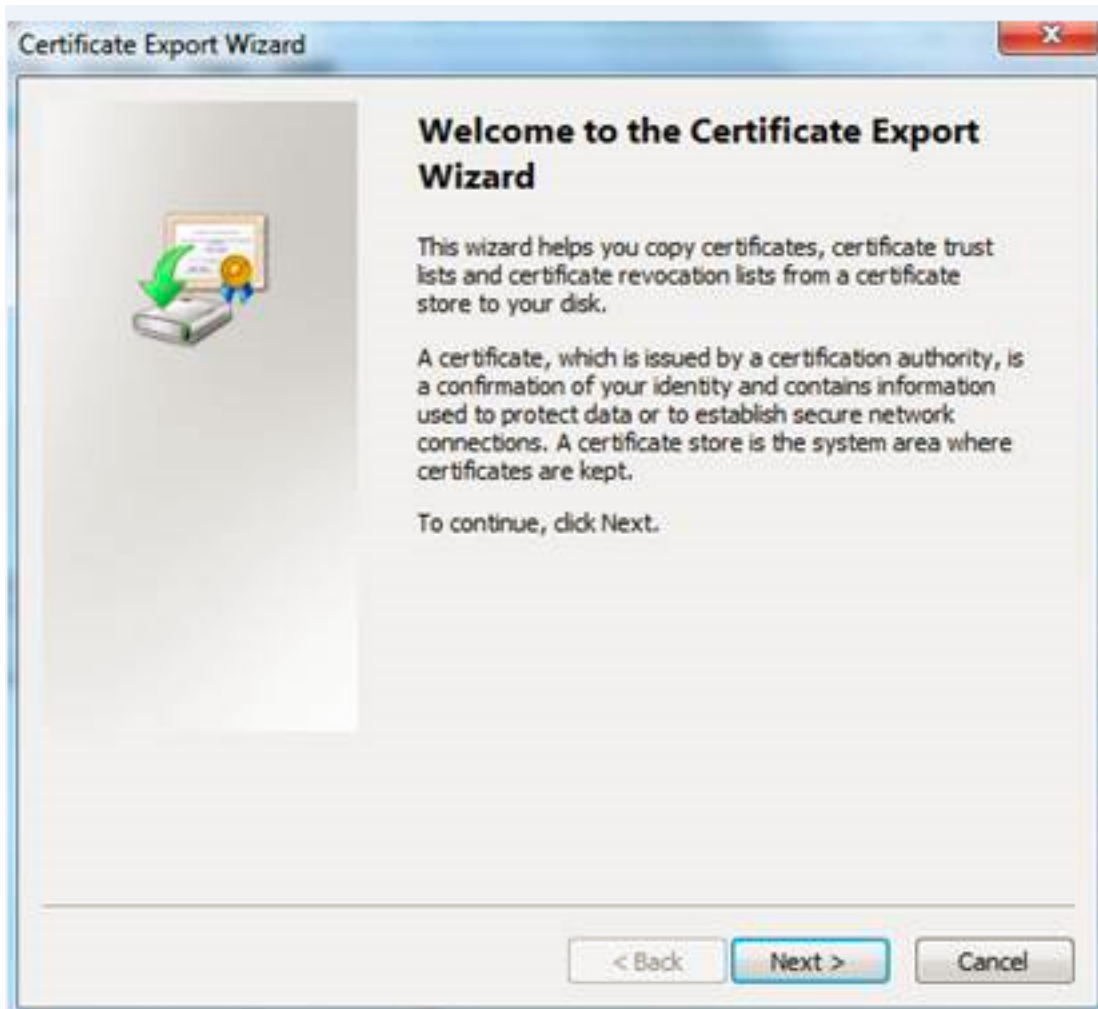 Certificate Export Wizard
x
Welcome to the Certificate Export
Wizard
This wizard helps you copy certificates, certificate trust
lists and certificate revocation lists from a certificate
store to your disk.
A certificate, which is issued by a certification authority, is
a confirmation of your identity and contains information
used to protect data or to establish secure network
connections. A certificate store is the system area where
certificates are kept.
To continue, click Next.
< Back
Next >
Cancel